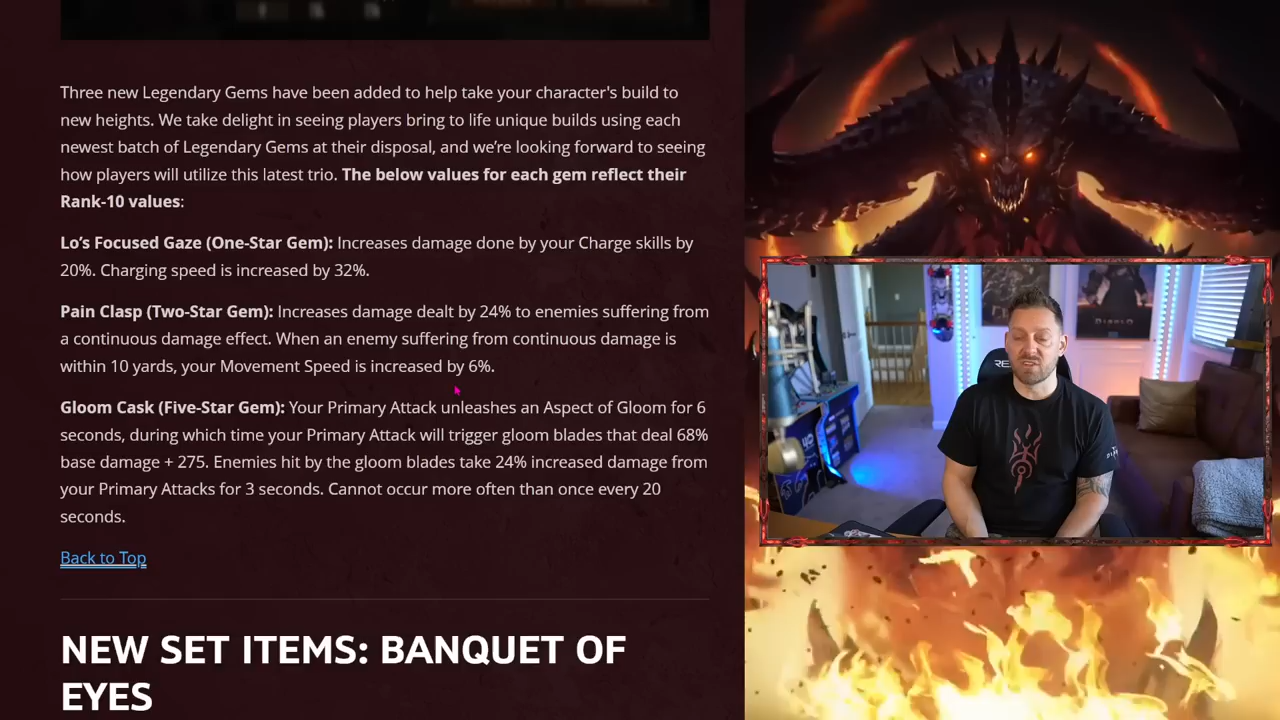 Three new Legendary Gems have been added to help take your character's build to
new heights. We take delight in seeing players bring to life unique builds using each
newest batch of Legendary Gems at their disposal, and we’re looking forward to seeing
how players will utilize this latest trio. The below values for each gem reflect their
Rank-10 values:
Lo’s Focused Gaze (One-Star Gem): Increases damage done by your Charge skills by
20%. Charging speed is increased by 32%.
Pain Clasp (Two-Star Gem): Increases damage dealt by 24% to enemies suffering from
a continuous damage effect. When an enemy suffering from continuous damage is
within 10 yards, your Movement Speed is increased by 6%.
Gloom Cask (Five-Star Gem): Your Primary Attack unleashes an Aspect of Gloom for 6
seconds, during which time your Primary Attack will trigger gloom blades that deal 68%
base damage + 275. Enemies hit by the gloom blades take 24% increased damage from
your Primary Attacks for 3 seconds. Cannot occur more often than once every 20
seconds.
Back to Top
NEW SET ITEMS: BANQUET OF
EYES
DIABLO